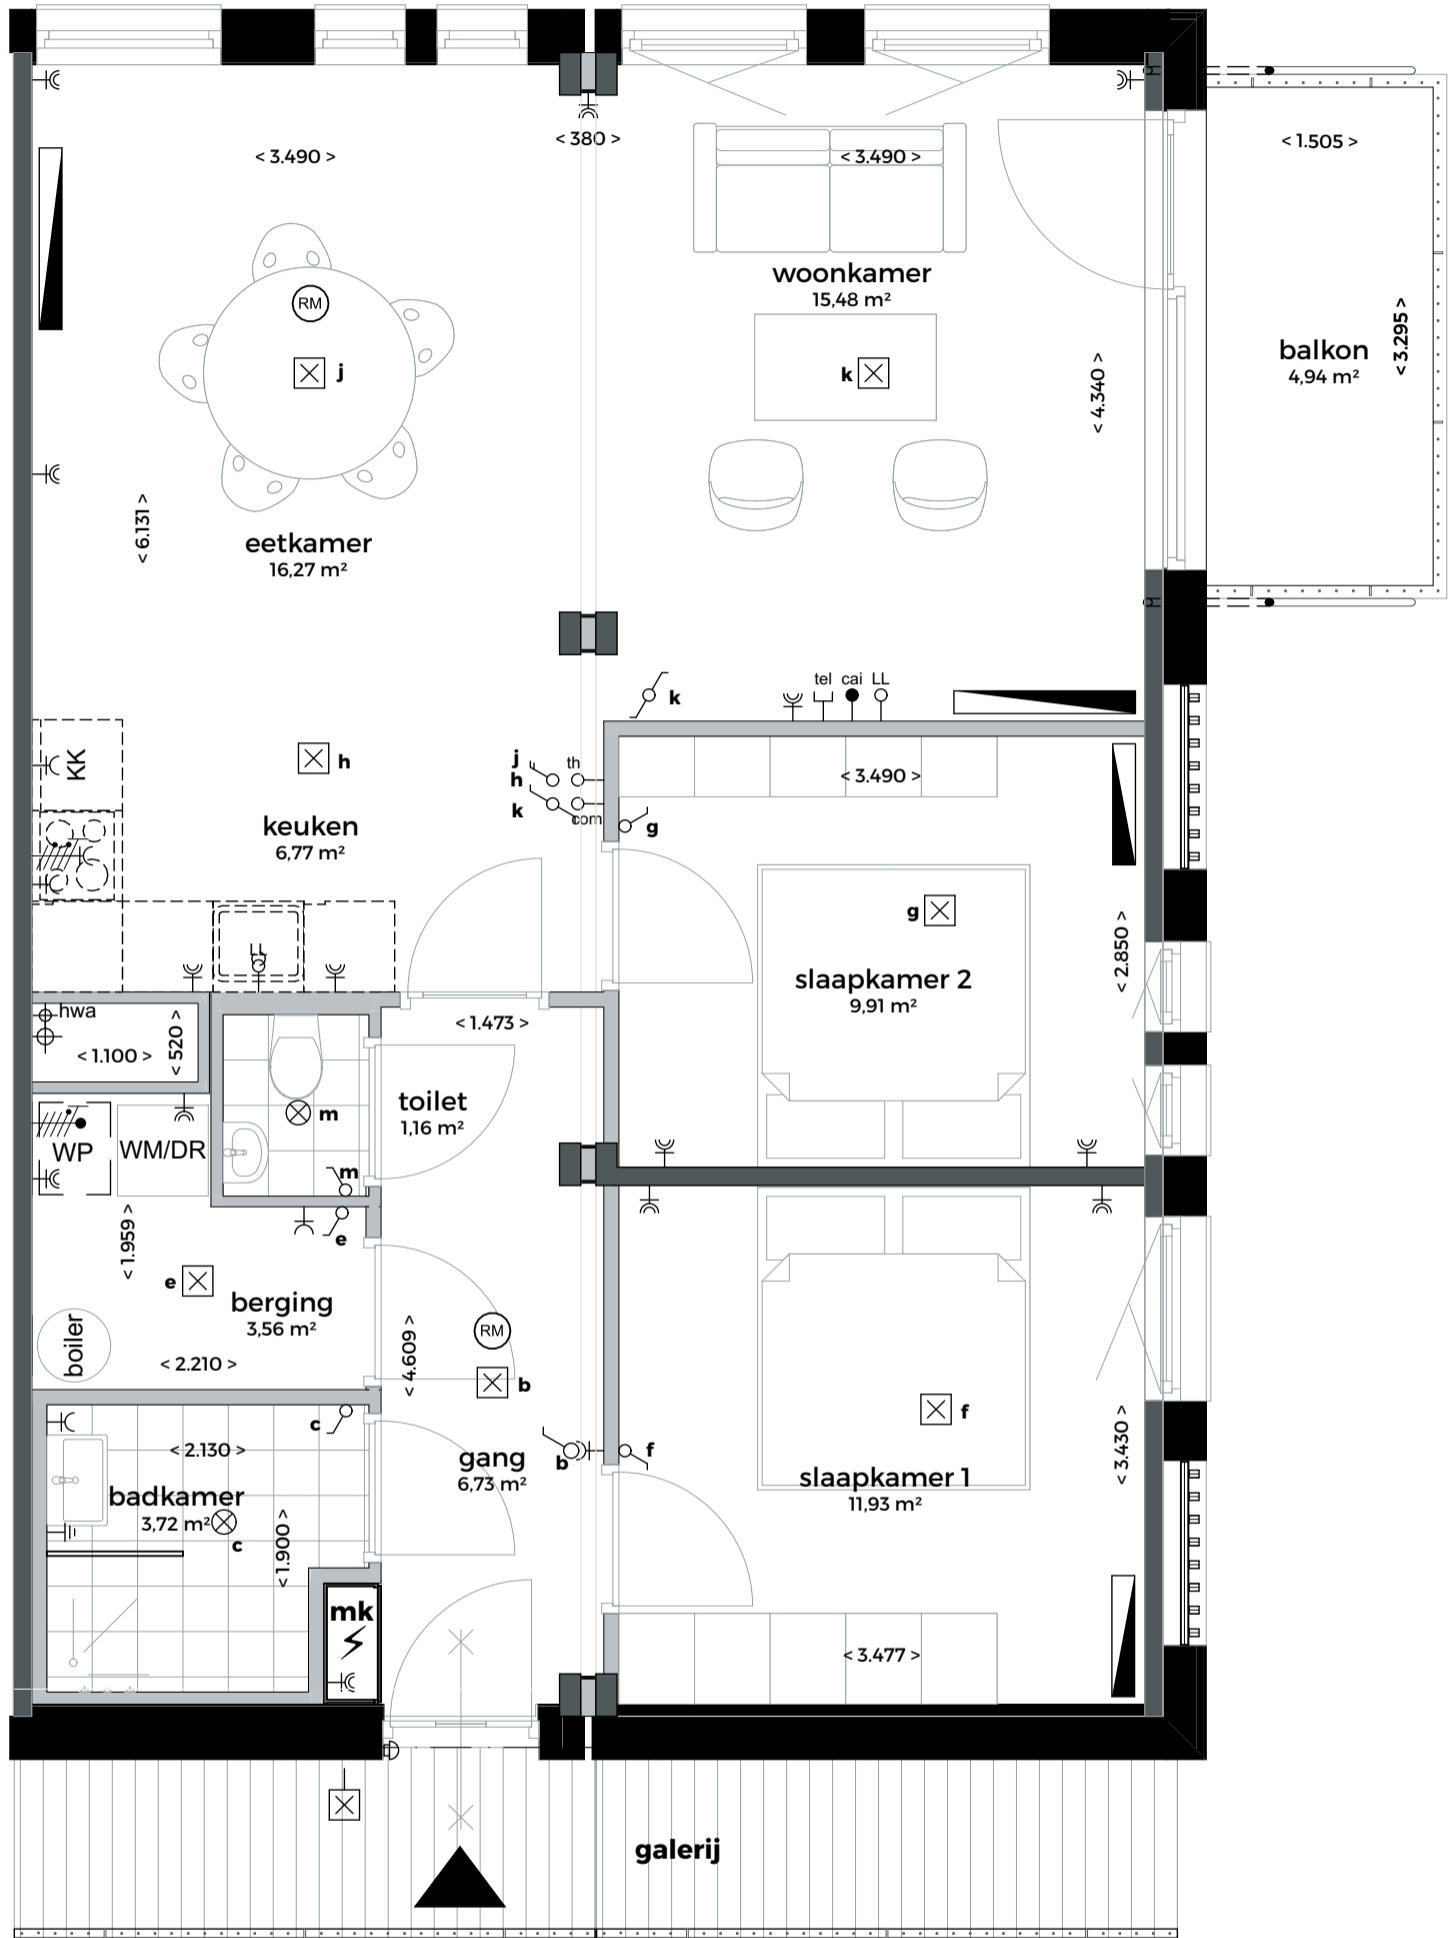 < 380 >
< 3.490 >
< 3.490 >
< 1.505 >
woonkamer
15,48 m²
RM
j
k
balkon
4,94 m²
< 3.295 >
< 4.340 >
< 6.131 >
eetkamer
16,27 m²
tel cai LL
k
KK
h
j
h
k
th
com
< 3.490 >
g
keuken
6,77 m²
g
LL
< 2.850 >
slaapkamer 2
9,91 m²
hwa
< 1.100 >
< 520 >
< 1.473 >
toilet
1,16 m²
m
WP
WM/DR
m
e
< 1.959 >
e
berging
3,56 m²
boiler
< 2.210 >
< 4.609 >
RM
b
f
c
< 2.130 >
b
f
gang
6,73 m²
< 3.430 >
slaapkamer 1
11,93 m²
badkamer
3,72 m²
c
< 1.900 >
mk
< 3.477 >
galerij